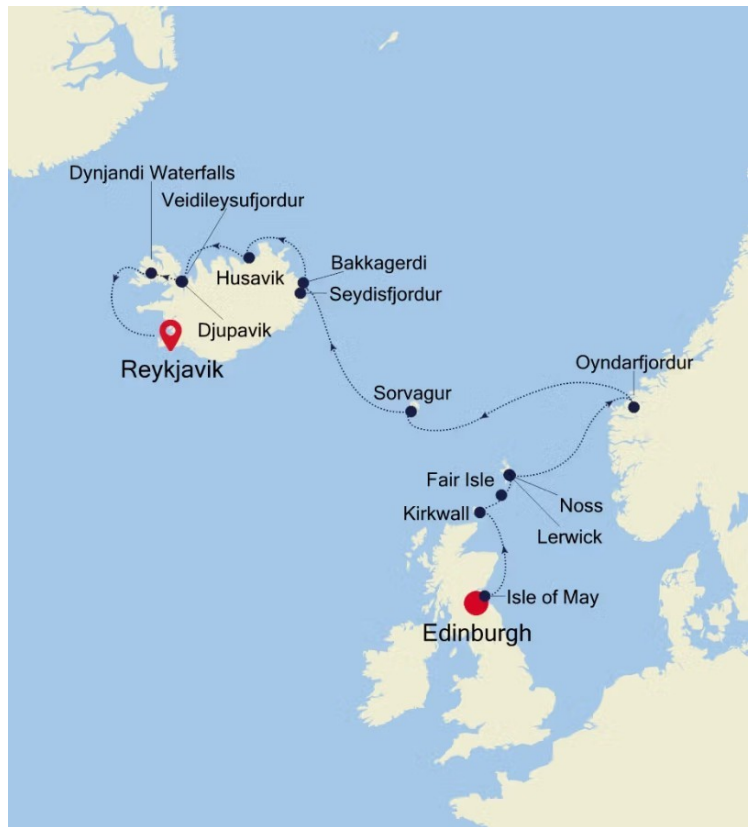 Dynjandi Waterfalls
Veidileysufjordur
Bakkagerdi
Husavik
Seydisfjordur
Djupavik
Reykjavik
Oyndarfjordur
Sorvagur
Fair Isle
Noss
Kirkwall
Lerwick
Isle of May
Edinburgh